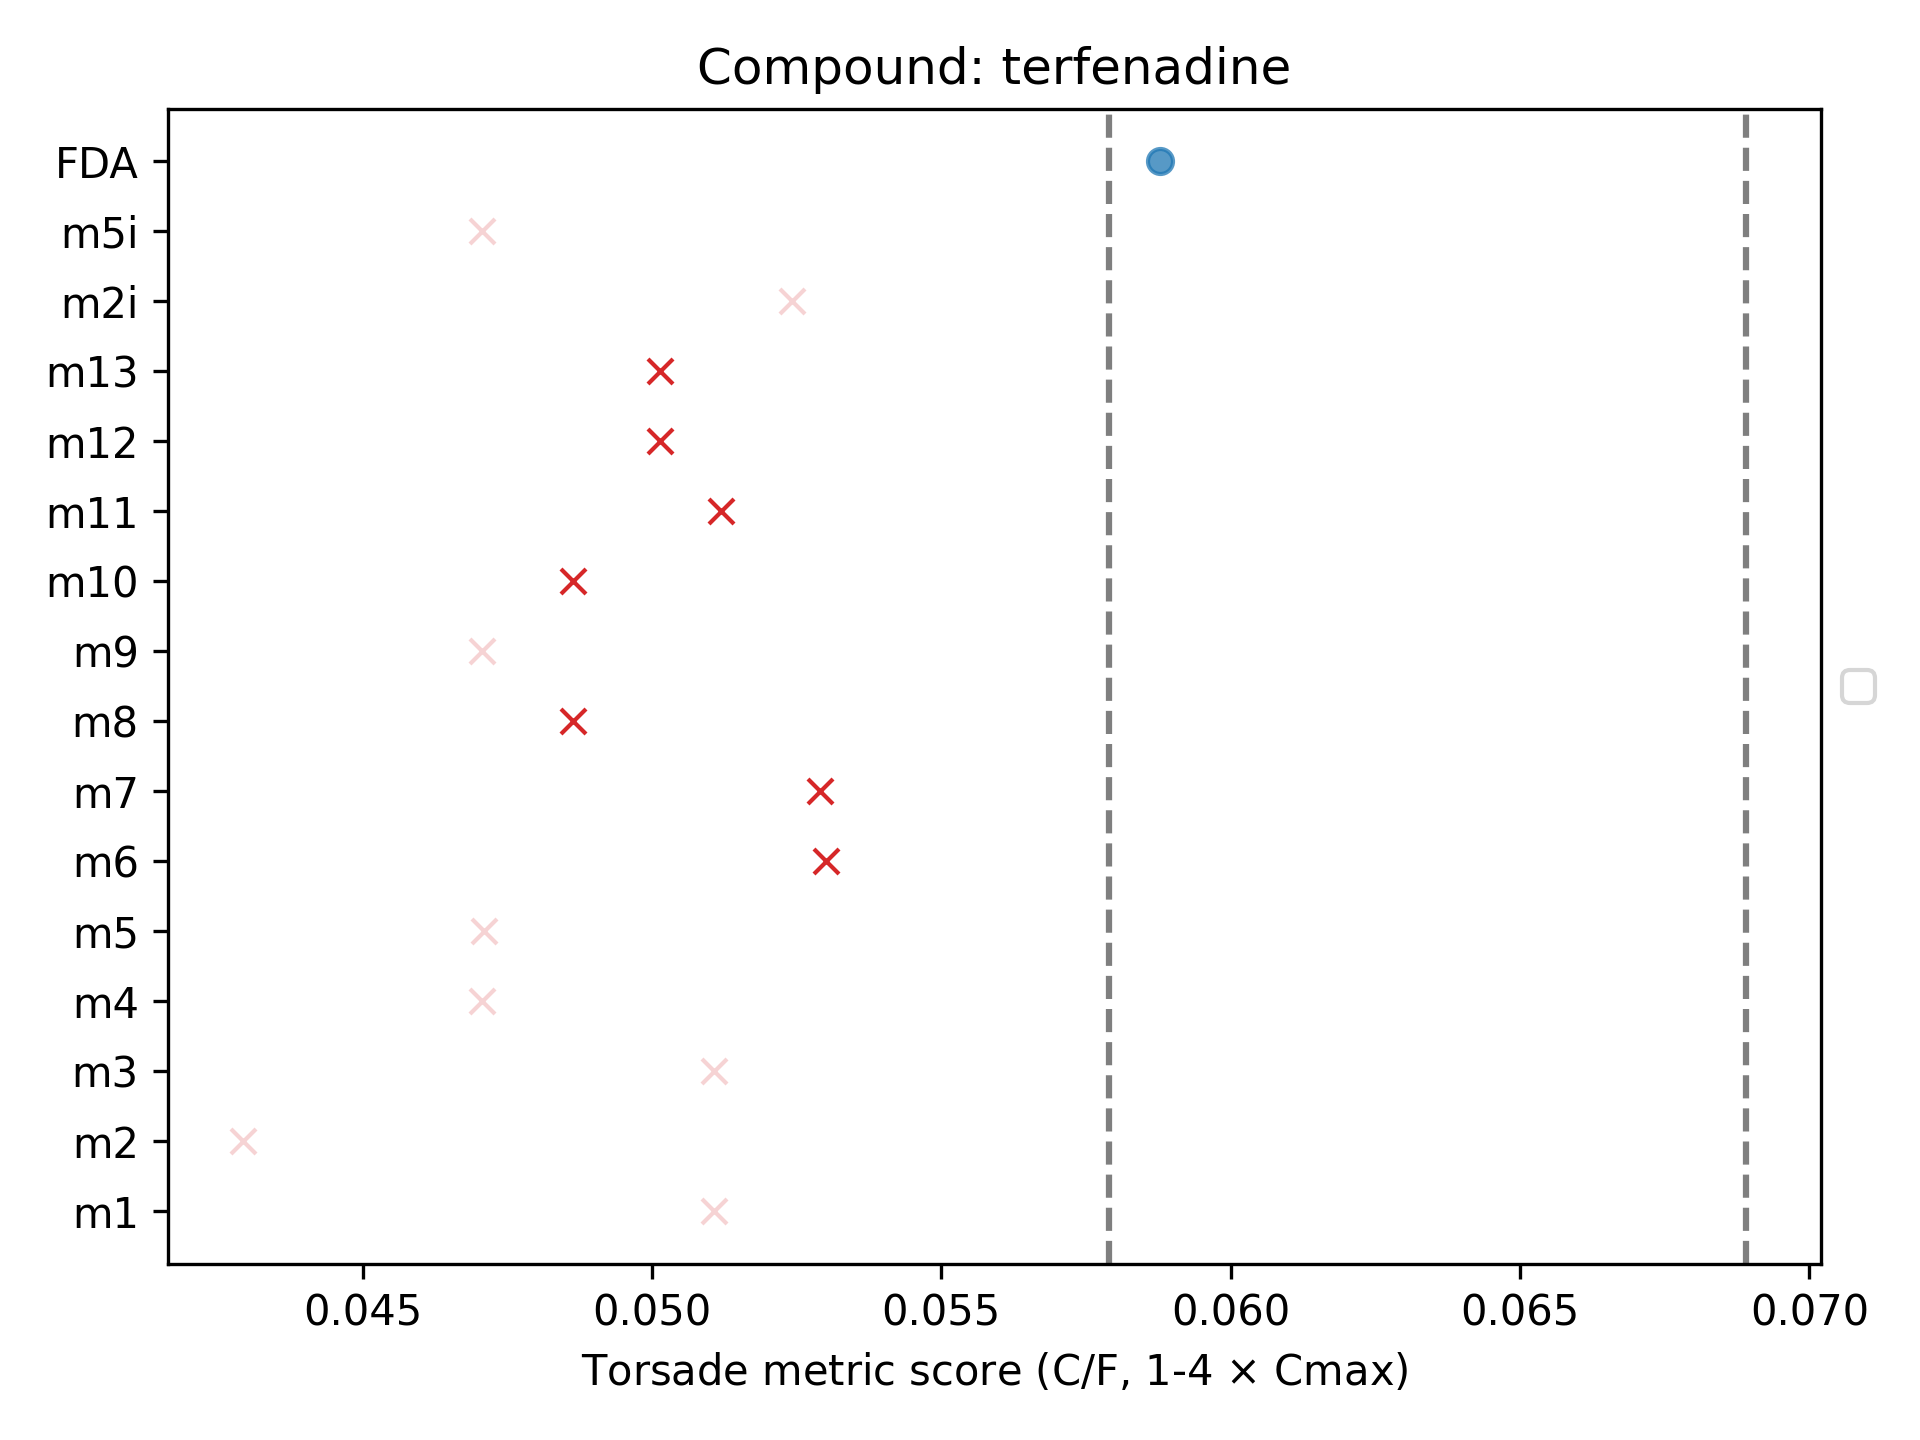 Compound: terfenadine
FDA
m5i
m2i
m13
m12
m11
m10
m9
m8
m7
m6
m5
m4
m3
m2
m1
0.045 0.050 0.055 0.060 0.065 0.070
Torsade metric score (C/F, 1-4 × Cmax)